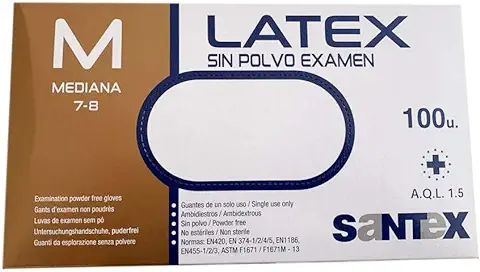 M
MEDIANA
7-8
LATEX
SIN POLVO EXAMEN
100u.
A.Q.L. 1.5
Examination powder free gloves
Gants d'examen non poudrés
Luvas de examen sem pó
Untersuchungshandschuhe, puderfrei
Guanti da esplorazione senza polvere
Guantes de un solo uso / Single use only
Ambidiestros / Ambidextrous
Sin polvo / Powder free
No estériles / Non sterile
Normas: EN420, EN 374-1/2/4/5, EN1186,
EN455-1/2/3, ASTM F1671 / F1671M - 13
SANTEX